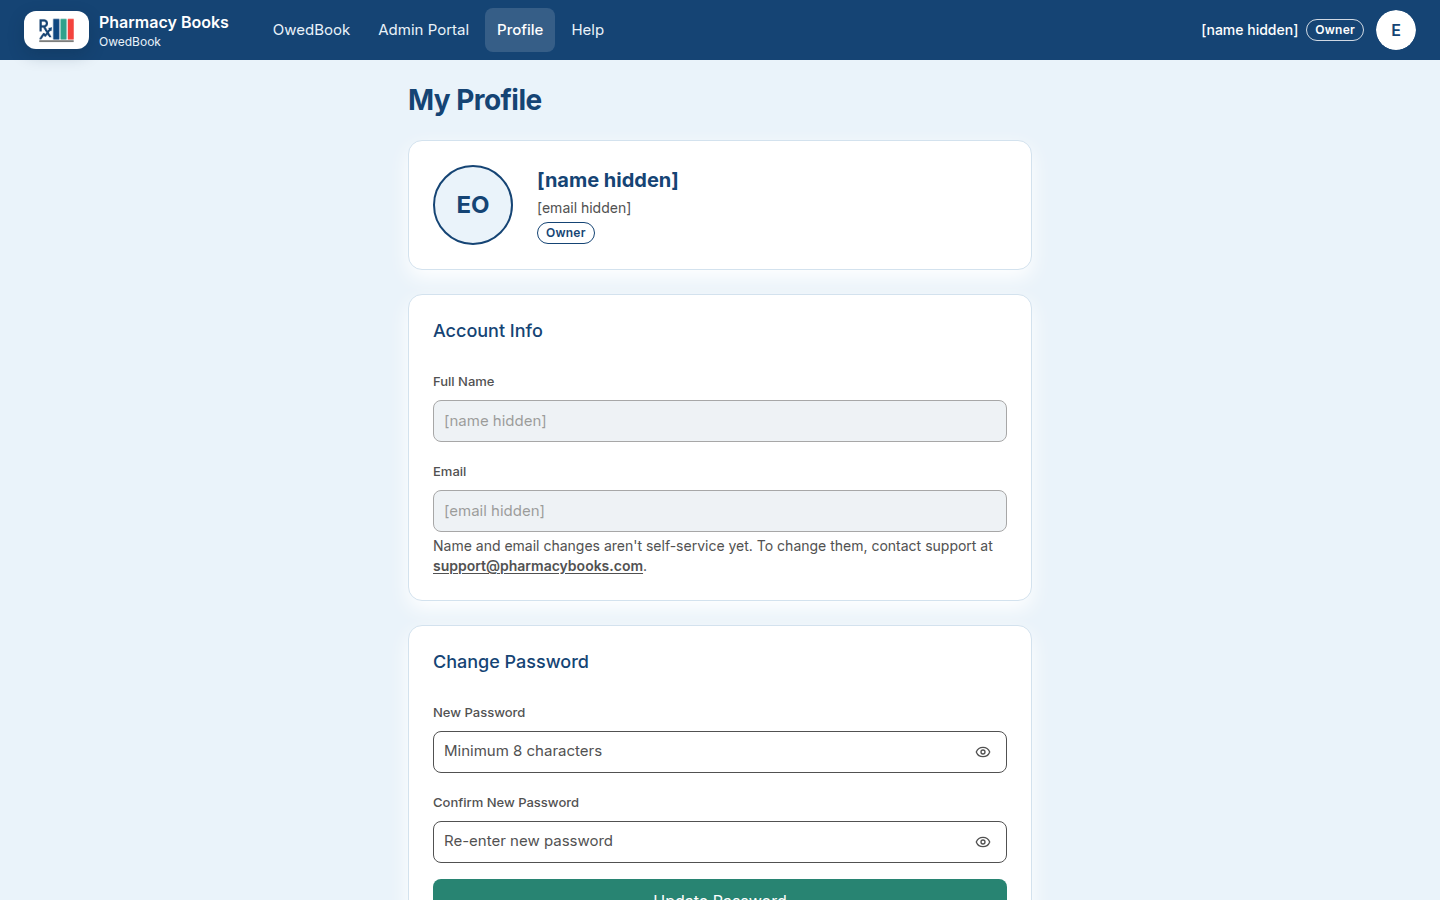 Pharmacy Books
OwedBook
OwedBook
Admin Portal
Profile
Help
[name hidden]
Owner
E
My Profile
EO
[name hidden]
[email hidden]
Owner
Account Info
Full Name
[name hidden]
Email
[email hidden]
Name and email changes aren't self-service yet. To change them, contact support at
support@pharmacybooks.com.
Change Password
New Password
Minimum 8 characters
Confirm New Password
Re-enter new password
Update Password